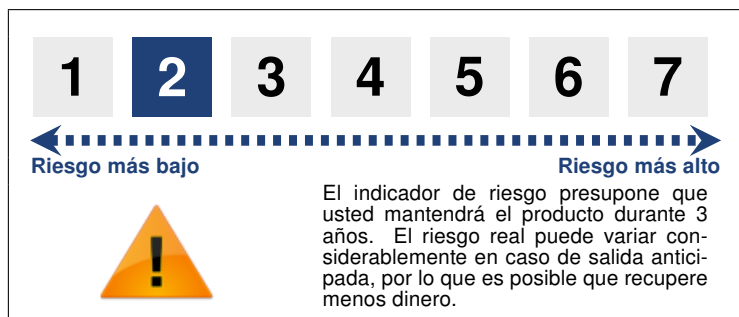 1 2 3 4 5 6 7
Riesgo más bajo Riesgo más alto
El indicador de riesgo presupone que
usted mantendrá el producto durante 3
años. El riesgo real puede variar con-
siderablemente en caso de salida antici-
pada, por lo que es posible que recupere
menos dinero.